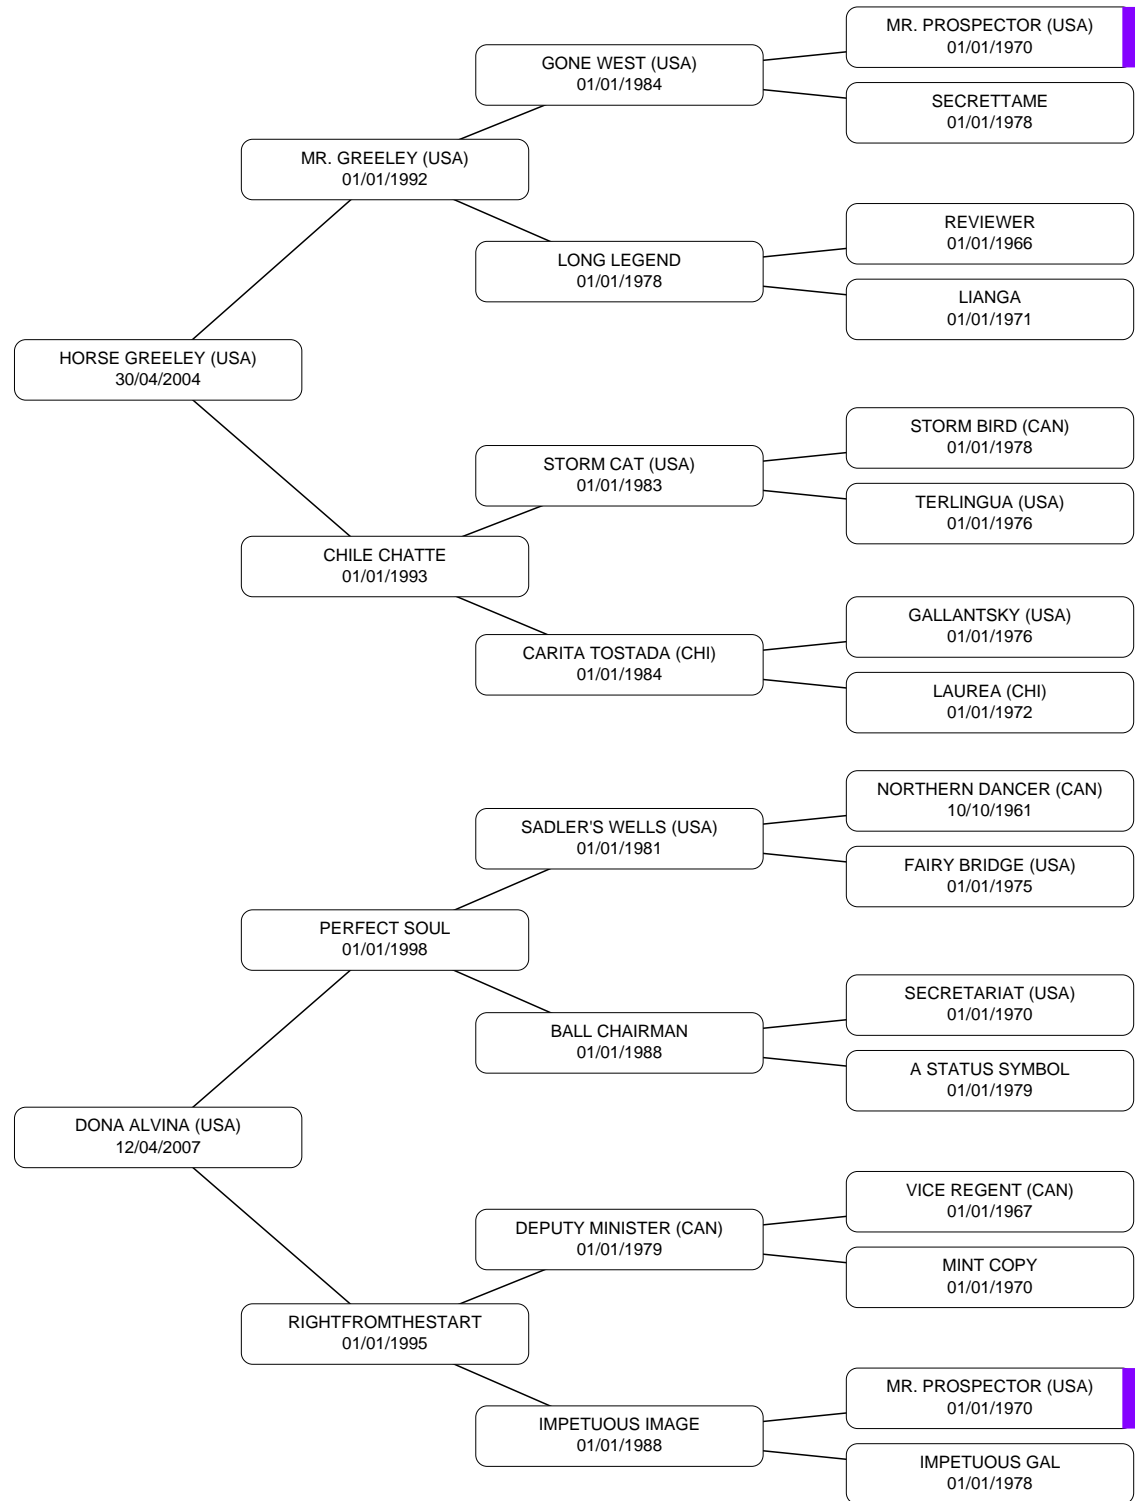 MR. PROSPECTOR (USA)
01/01/1970
GONE WEST (USA)
01/01/1984
SECRETTAME
01/01/1978
MR. GREELEY (USA)
01/01/1992
REVIEWER
01/01/1966
LONG LEGEND
01/01/1978
LIANGA
01/01/1971
HORSE GREELEY (USA)
30/04/2004
STORM BIRD (CAN)
01/01/1978
STORM CAT (USA)
01/01/1983
TERLINGUA (USA)
01/01/1976
CHILE CHATTE
01/01/1993
GALLANTSKY (USA)
01/01/1976
CARITA TOSTADA (CHI)
01/01/1984
LAUREA (CHI)
01/01/1972
NORTHERN DANCER (CAN)
10/10/1961
SADLER'S WELLS (USA)
01/01/1981
FAIRY BRIDGE (USA)
01/01/1975
PERFECT SOUL
01/01/1998
SECRETARIAT (USA)
01/01/1970
BALL CHAIRMAN
01/01/1988
A STATUS SYMBOL
01/01/1979
DONA ALVINA (USA)
12/04/2007
VICE REGENT (CAN)
01/01/1967
DEPUTY MINISTER (CAN)
01/01/1979
MINT COPY
01/01/1970
RIGHTFROMTHESTART
01/01/1995
MR. PROSPECTOR (USA)
01/01/1970
IMPETUOUS IMAGE
01/01/1988
IMPETUOUS GAL
01/01/1978